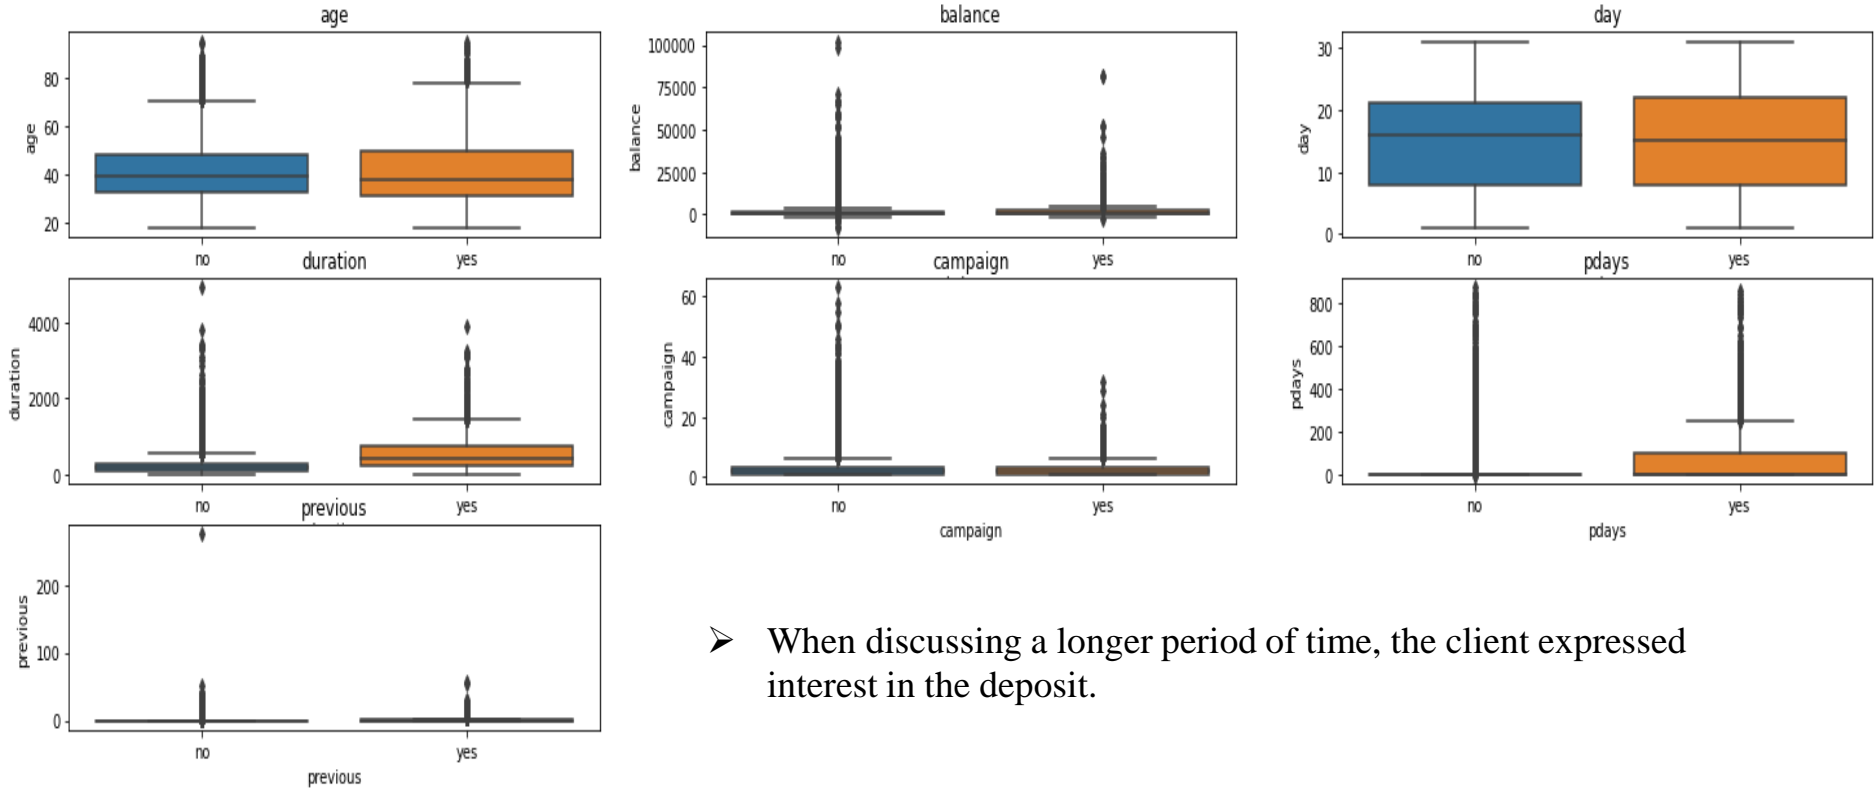 age
age
80
60
40
20
no
yes
balance
balance
100000
75000
50000
25000
0
no
yes
day
day
30
20
10
0
no
yes
duration
duration
4000
2000
0
no
yes
campaign
campaign
60
40
20
0
no
yes
campaign
pdays
pdays
800
600
400
200
0
no
yes
pdays
previous
previous
200
100
0
no
yes
previous
➢ When discussing a longer period of time, the client expressed
interest in the deposit.